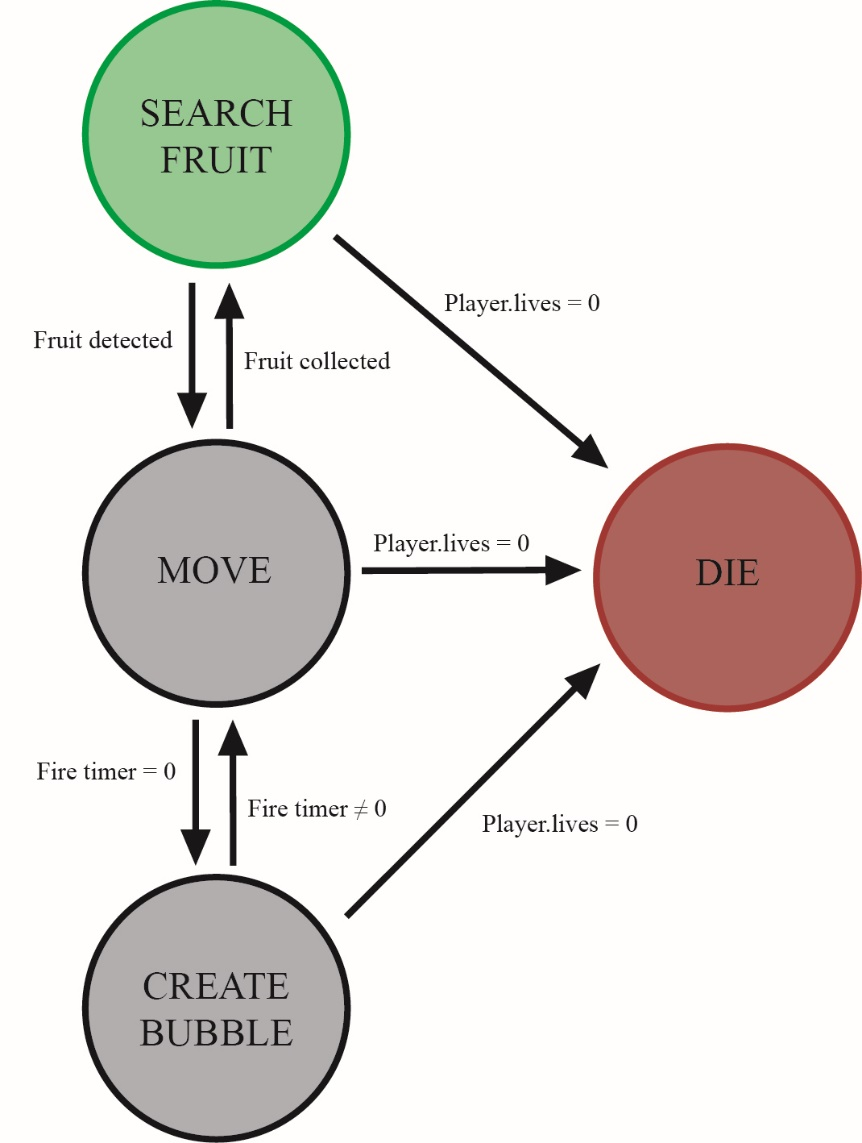 SEARCH
FRUIT
Player.lives = 0
Fruit detected
Fruit collected
Player.lives = 0
MOVE
DIE
Fire timer = 0
Fire timer ≠ 0
Player.lives = 0
CREATE
BUBBLE